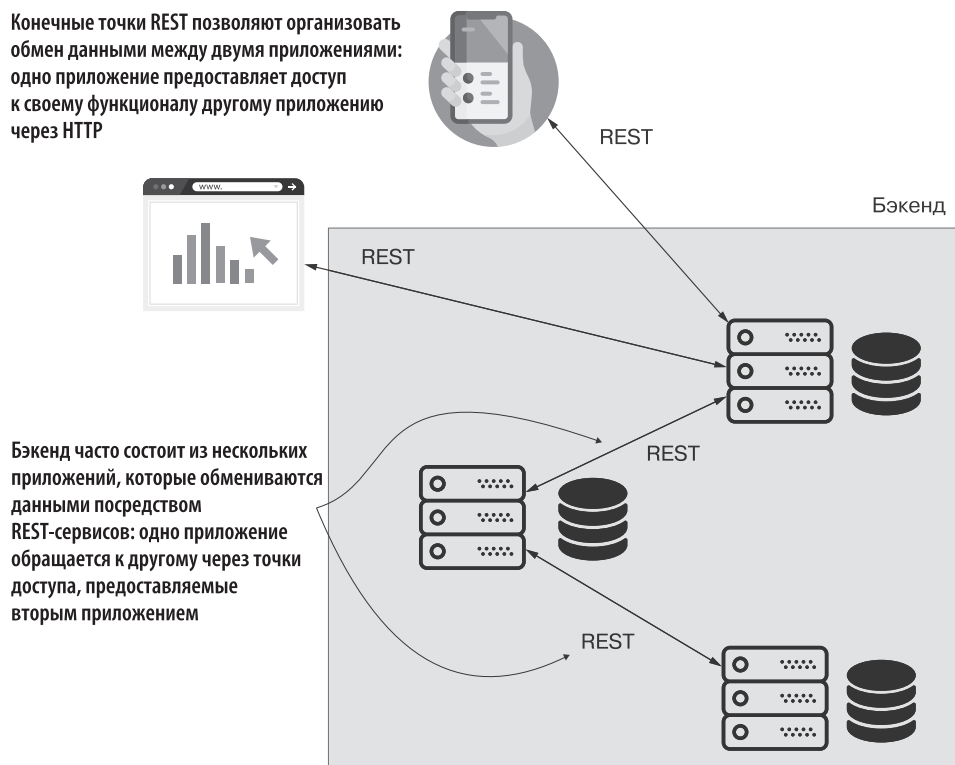 Конечные точки REST позволяют организовать
обмен данными между двумя приложениями:
одно приложение предоставляет доступ
к своему функционалу другому приложению
через HTTP
REST
www.
Бэкенд
REST
Бэкенд часто состоит из нескольких
приложений, которые обмениваются
данными посредством
REST-сервисов: одно приложение
обращается к другому через точки
доступа, предоставляемые
вторым приложением
REST
REST